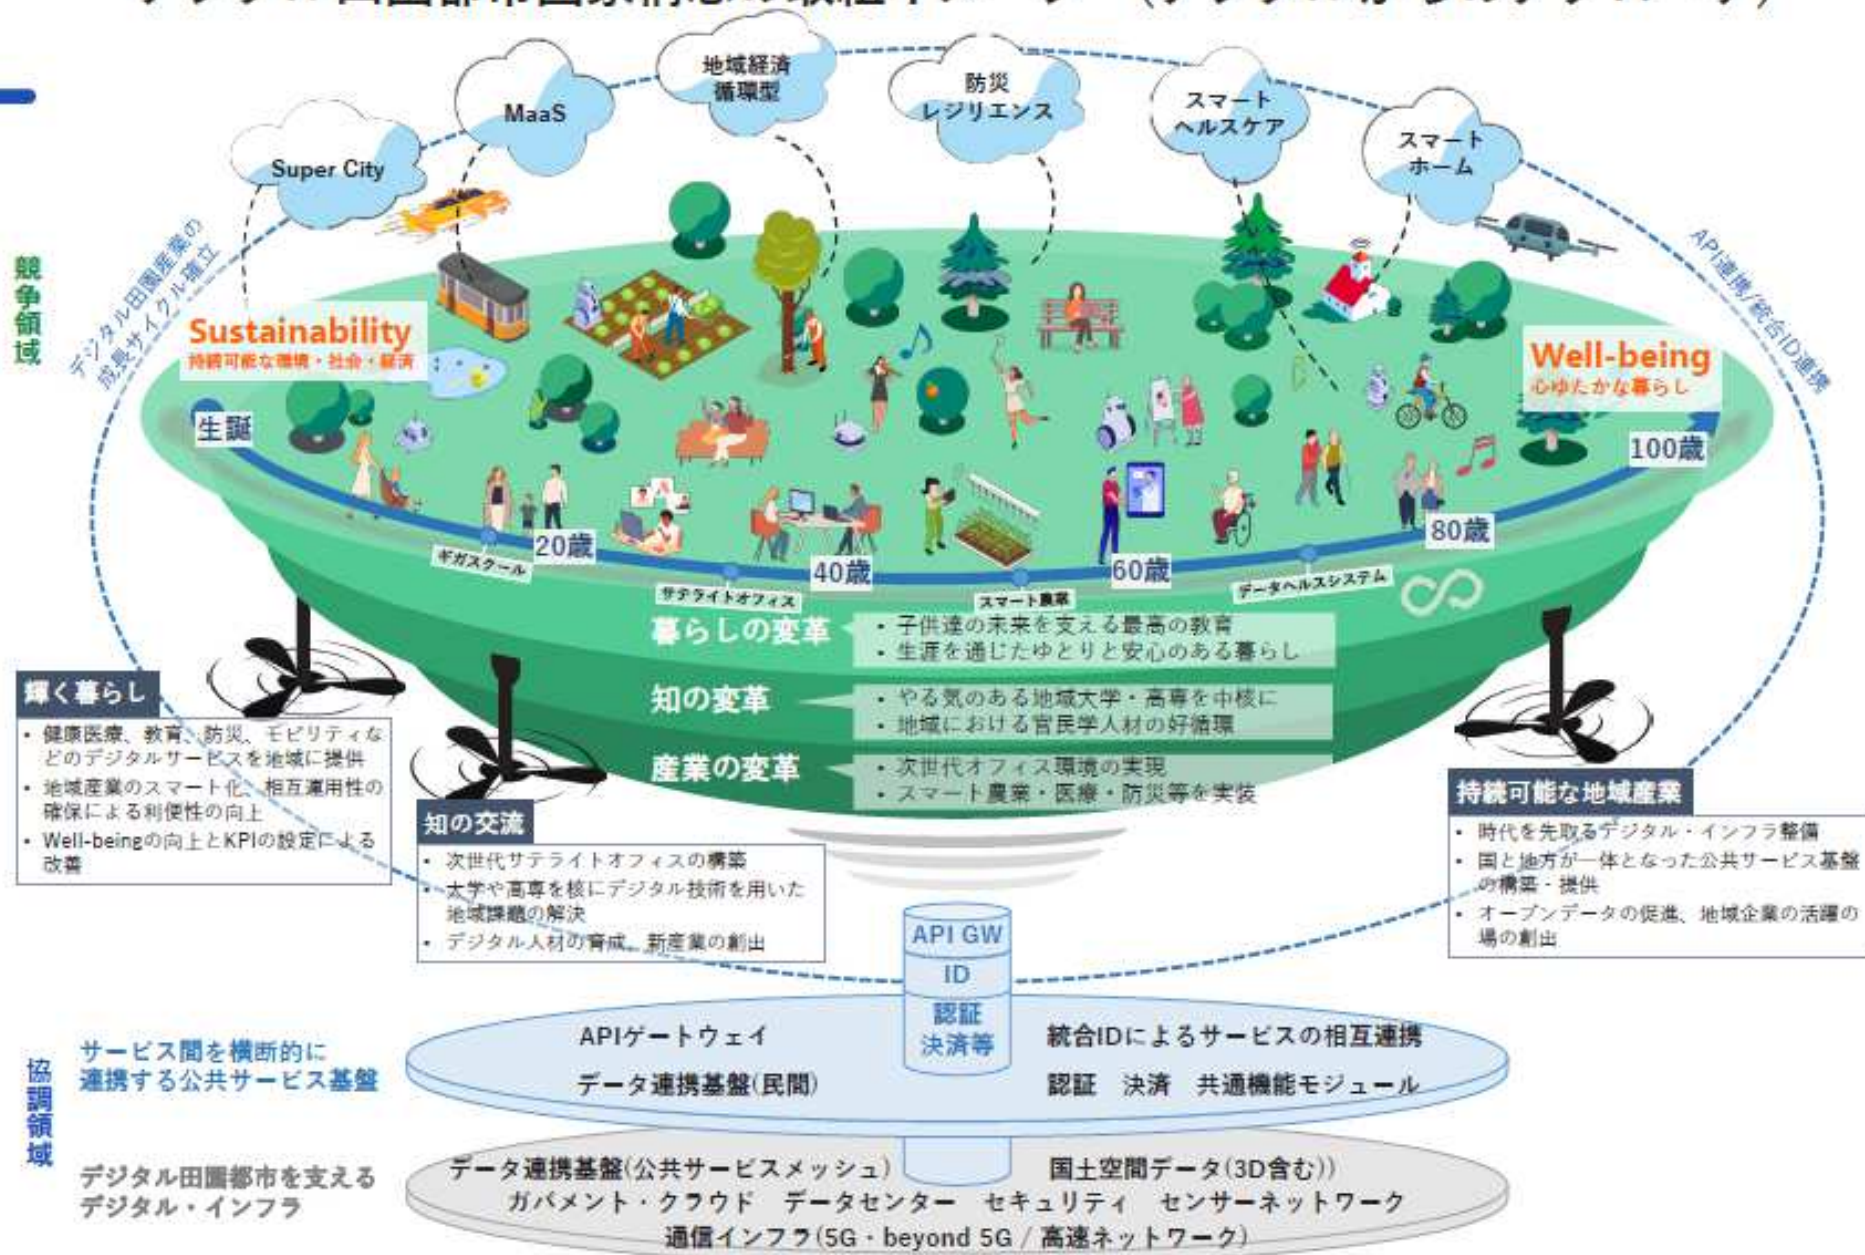 Super City
MaaS
地域経済
循環型
防災
レジリエンス
スマート
ヘルスケア
スマート
ホーム
競争領域
デジタル田園産業の
成長サイクル確立
API連携/統合ID連携
Sustainability
持続可能な環境・社会・経済
Well-being
心ゆたかな暮らし
生誕
20歳
40歳
60歳
80歳
100歳
ギガスクール
サテライトオフィス
スマート農業
データヘルスシステム
暮らしの変革
・子供達の未来を支える最高の教育
・生涯を通じたゆとりと安心のある暮らし
知の変革
・やる気のある地域大学・高専を中核に
・地域における官民学人材の好循環
産業の変革
・次世代オフィス環境の実現
・スマート農業・医療・防災等を実装
輝く暮らし
・健康医療、教育、防災、モビリティな
どのデジタルサービスを地域に提供
・地域産業のスマート化、相互運用性の
確保による利便性の向上
・Well-beingの向上とKPIの設定による
改善
知の交流
・次世代サテライトオフィスの構築
・大学や高専を核にデジタル技術を用いた
地域課題の解決
・デジタル人材の育成、新産業の創出
持続可能な地域産業
・時代を先取るデジタル・インフラ整備
・国と地方が一体となった公共サービス基盤
の構築・提供
・オープンデータの促進、地域企業の活躍の
場の創出
API GW
ID
認証
決済等
協調領域
サービス間を横断的に
連携する公共サービス基盤
APIゲートウェイ
統合IDによるサービスの相互連携
データ連携基盤(民間)
認証 決済 共通機能モジュール
デジタル田園都市を支える
デジタル・インフラ
データ連携基盤(公共サービスメッシュ)
国土空間データ(3D含む))
ガバメント・クラウド データセンター セキュリティ センサーネットワーク
通信インフラ(5G・beyond 5G / 高速ネットワーク)